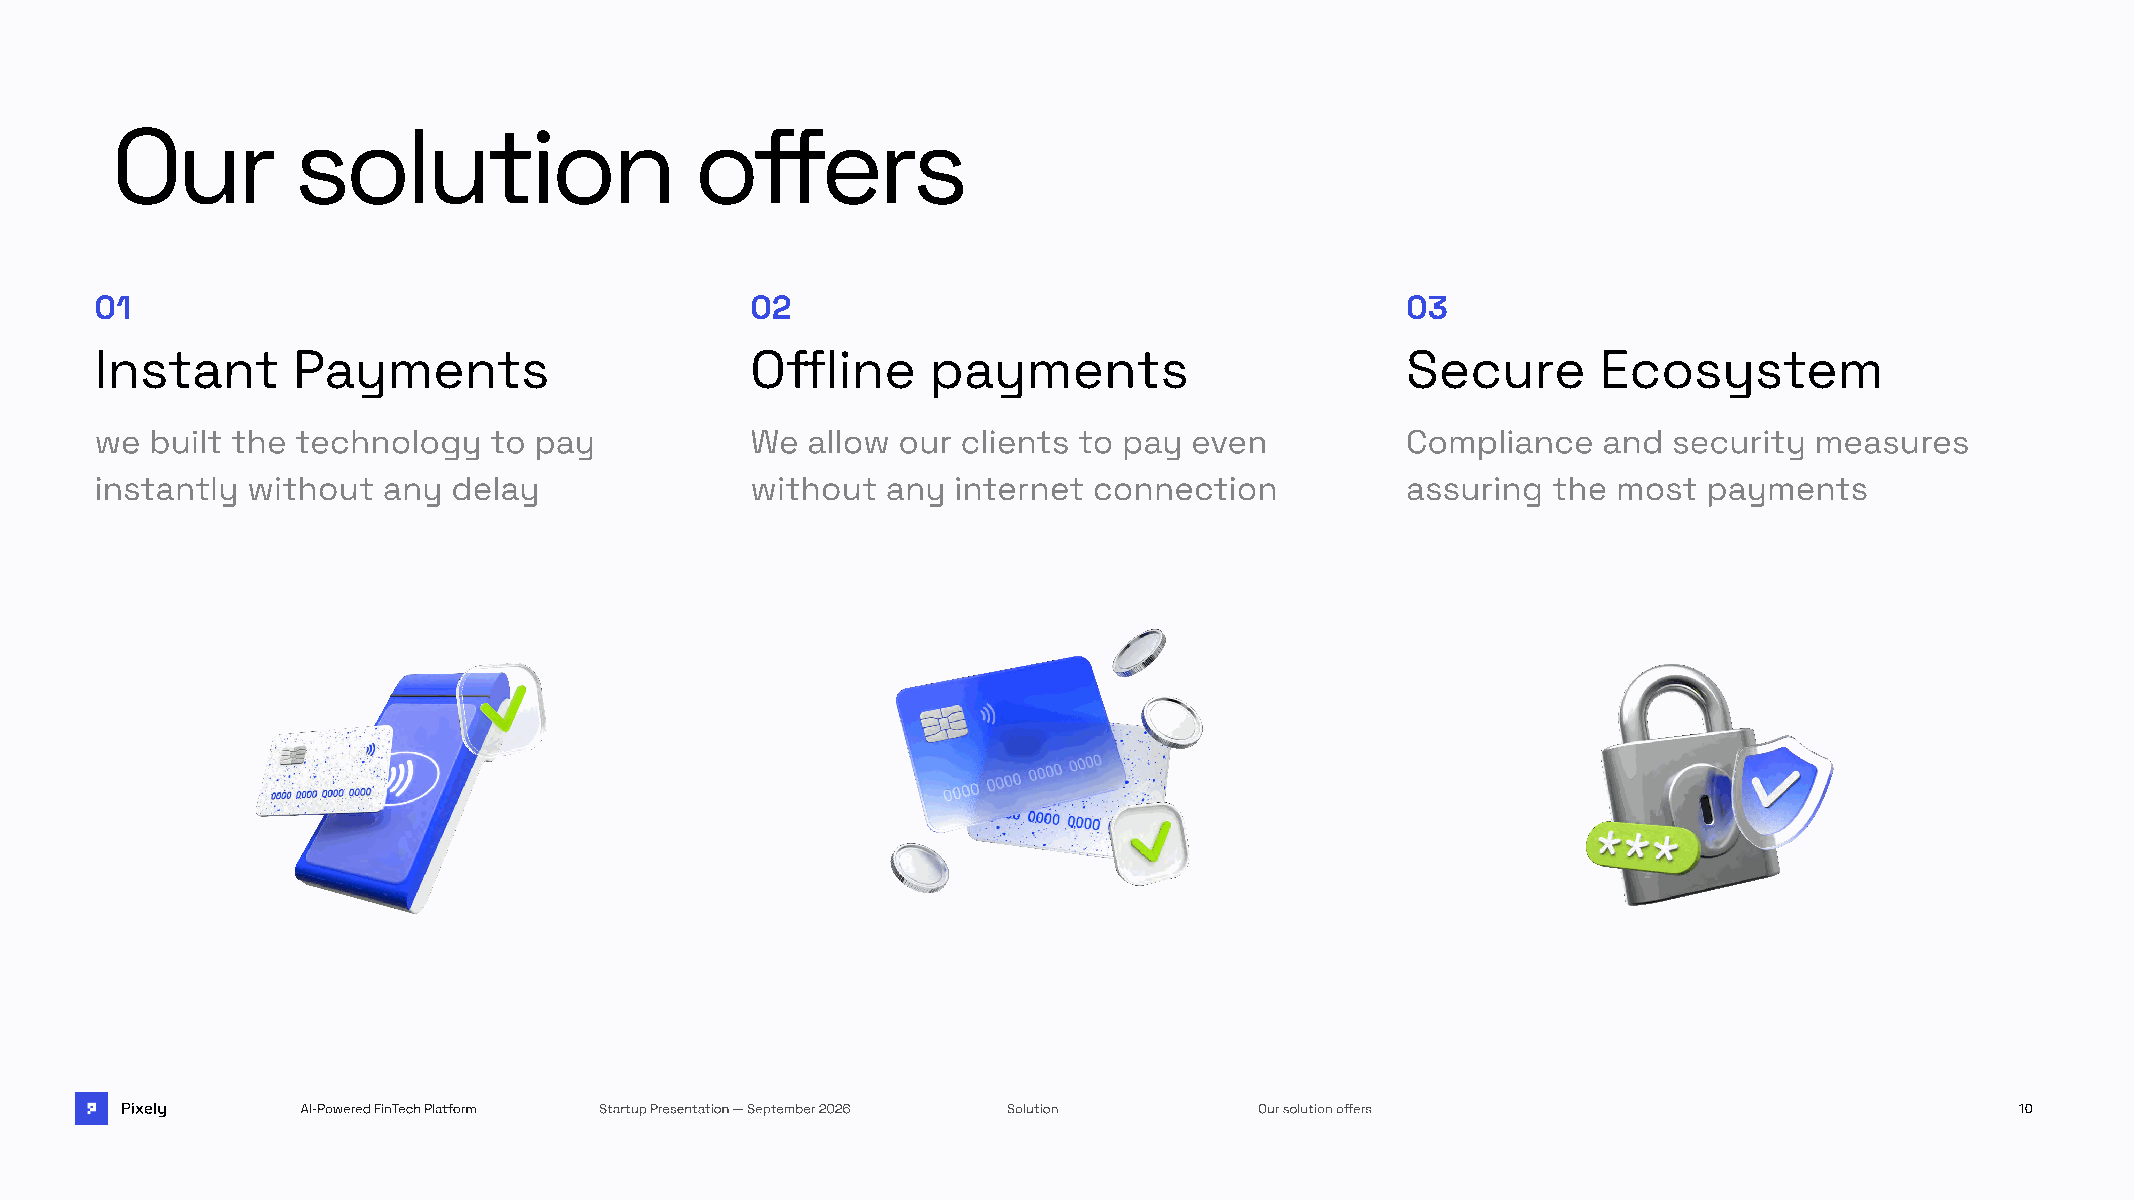 Our solution offers
01
Instant Payments
we built the technology to pay
instantly without any delay
02
Offline payments
We allow our clients to pay even
without any internet connection
03
Secure Ecosystem
Compliance and security measures
assuring the most payments
0000 0000 0000 0000
0000 0000 0000 0000
0000 0000
***
Pixely
AI-Powered FinTech Platform
Startup Presentation — September 2026
Solution
Our solution offers
10